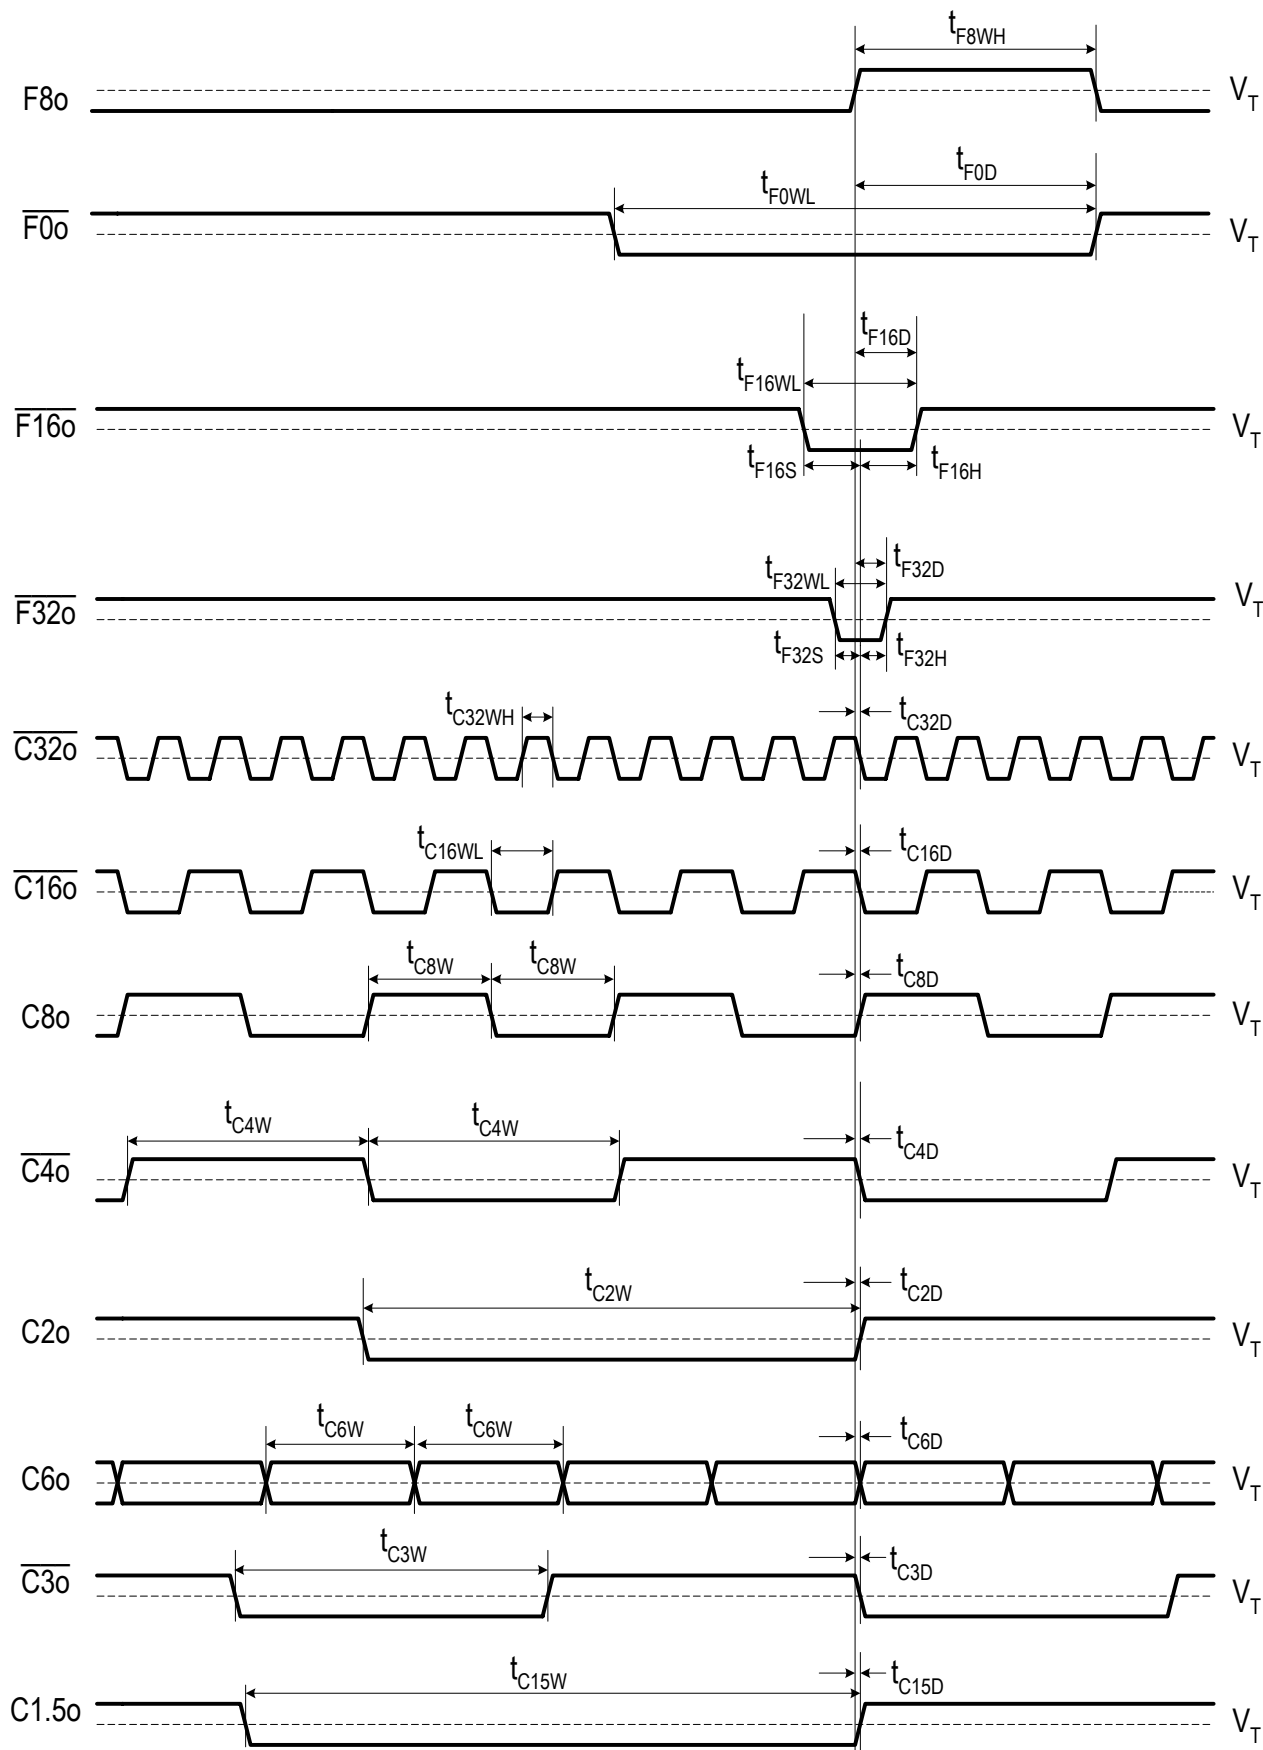 tF8WH
F8o VT
tF0D
tF0WL
F0o VT
tF16D
tF16WL
F16o VT
tF16S tF16H
tF32D
tF32WL
F32o VT
tF32S tF32H
tC32WH tC32D
C32o VT
tC16WL tC16D
C16o VT
tC8W tC8W tC8D
C8o VT
tC4W tC4W tC4D
C4o VT
tC2W tC2D
C2o VT
tC6W tC6W tC6D
C6o VT
tC3W tC3D
C3o VT
tC15W tC15D
C1.5o VT